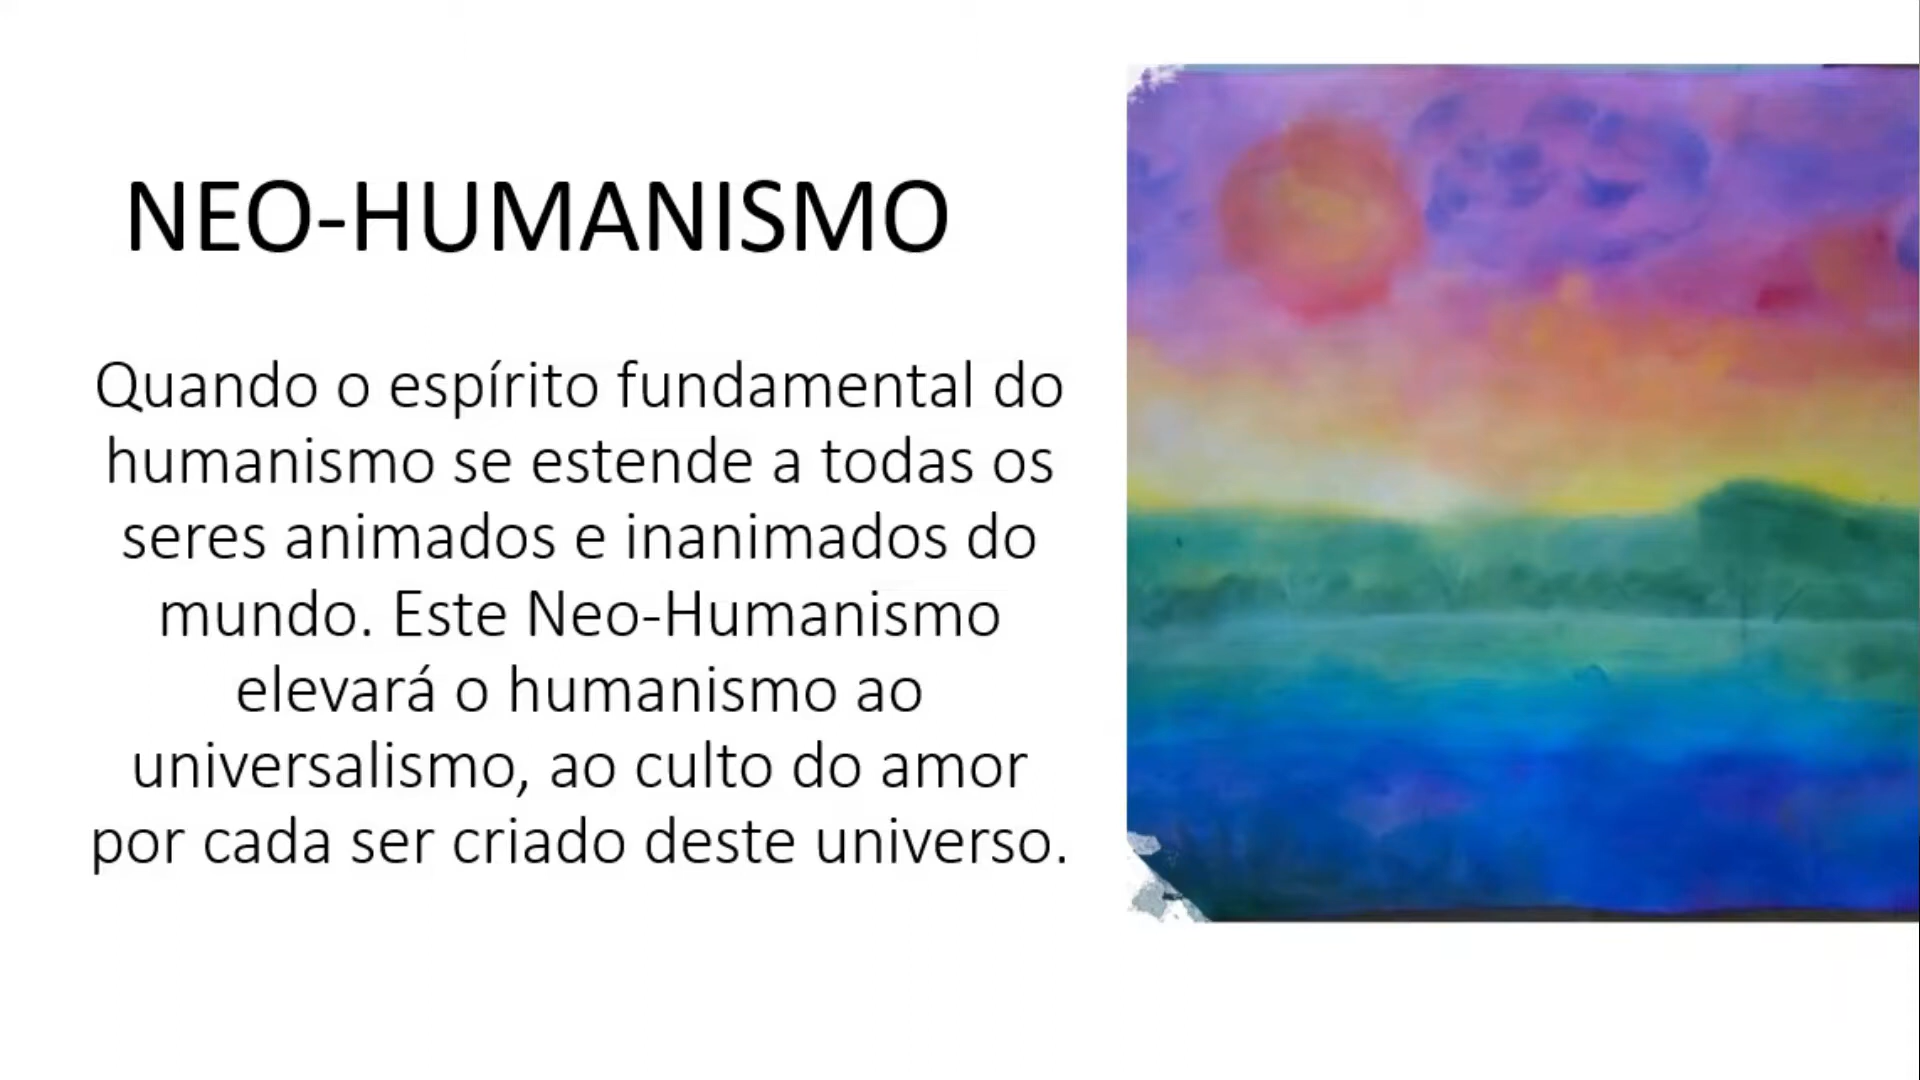 NEO-HUMANISMO
Quando o espírito fundamental do
humanismo se estende a todas os
seres animados e inanimados do
mundo. Este Neo-Humanismo
elevará o humanismo ao
universalismo, ao culto do amor
por cada ser criado deste universo.